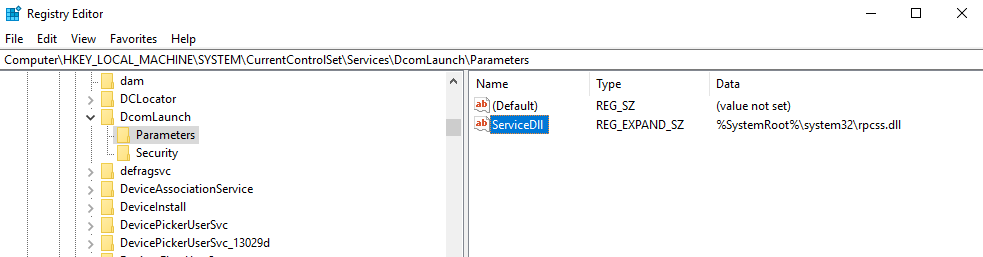 Registry Editor
File Edit View Favorites Help
Computer\HKEY_LOCAL_MACHINE\SYSTEM\CurrentControlSet\Services\DcomLaunch\Parameters
dam
DCLocator
DcomLaunch
Parameters
Security
defragsvc
DeviceAssociationService
DeviceInstall
DevicePickerUserSvc
DevicePickerUserSvc_13029d
Name Type Data
ab (Default) REG_SZ (value not set)
ab ServiceDll REG_EXPAND_SZ %SystemRoot%\system32\rpcss.dll